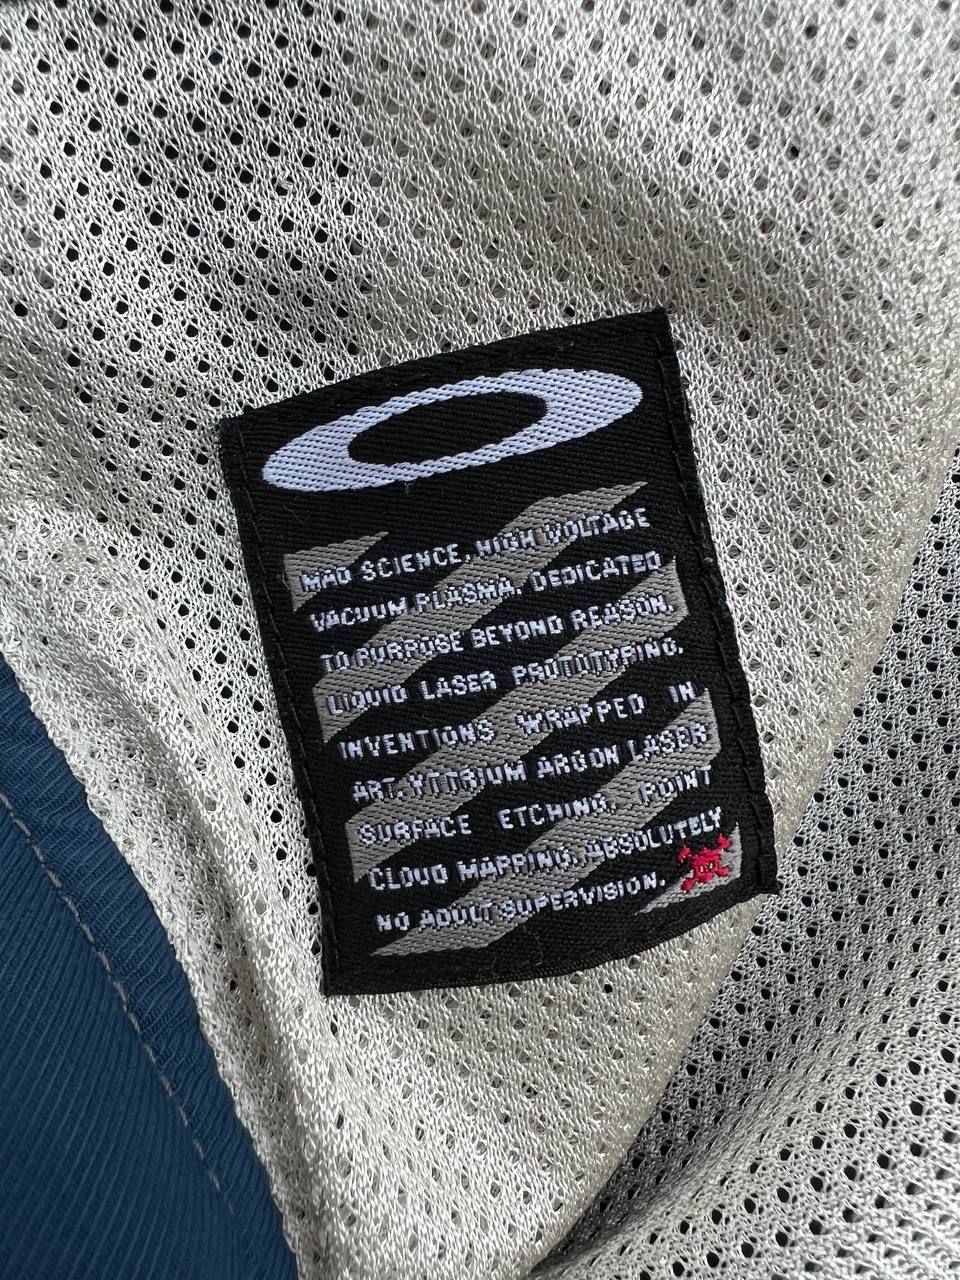 MAD SCIENCE. HIGH VOLTAGE
VACUUM PLASMA. DEDICATED
TO PURPOSE BEYOND REASON.
LIQUID LASER PROTOTYPING.
INVENTIONS WRAPPED IN
ART. YTTRIUM ARGON LASER
SURFACE ETCHING. POINT
CLOUD MAPPING. ABSOLUTELY
NO ADULT SUPERVISION.